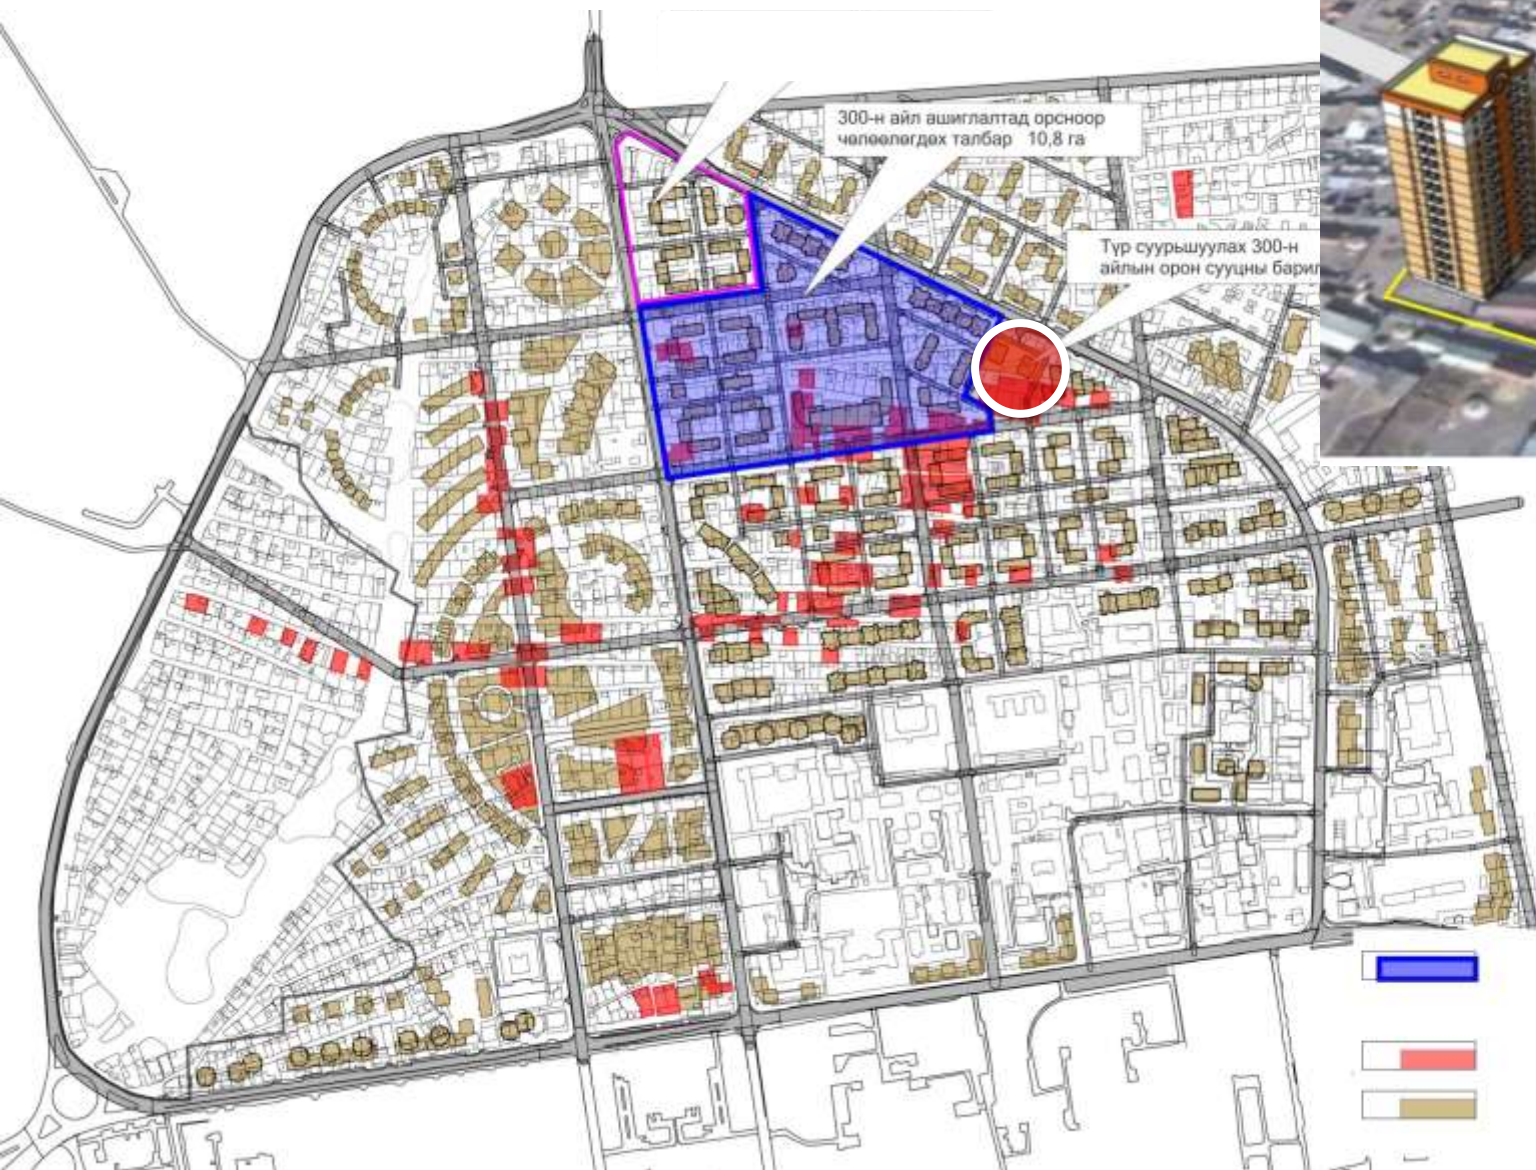 300-н айл ашиглалтад орсноор
чөлөөлөгдөх талбар 10,8 га
Түр суурьшуулах 300-н
айлын орон сууцны барил